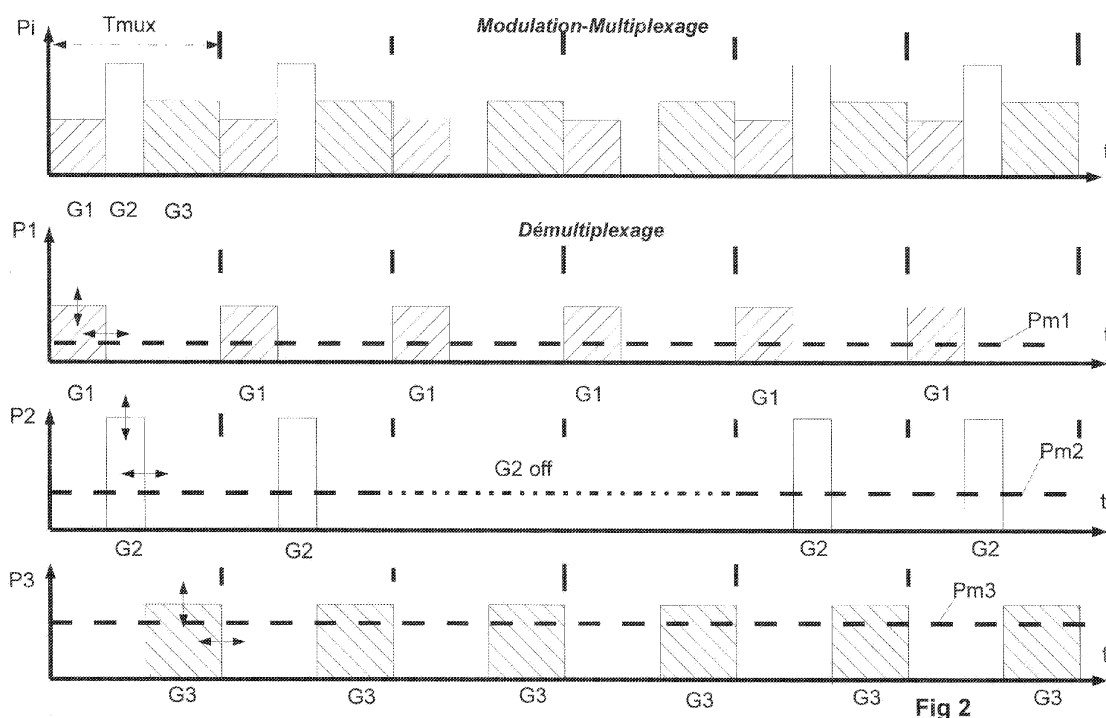 Pi
Tmux
Modulation-Multiplexage
t
G1 G2 G3
P1
Démultiplexage
Pm1
t
G1 G1 G1 G1 G1 G1
P2
G2 off
Pm2
t
G2 G2 G2 G2
P3
Pm3
t
G3 G3 G3 G3 G3 G3
Fig 2